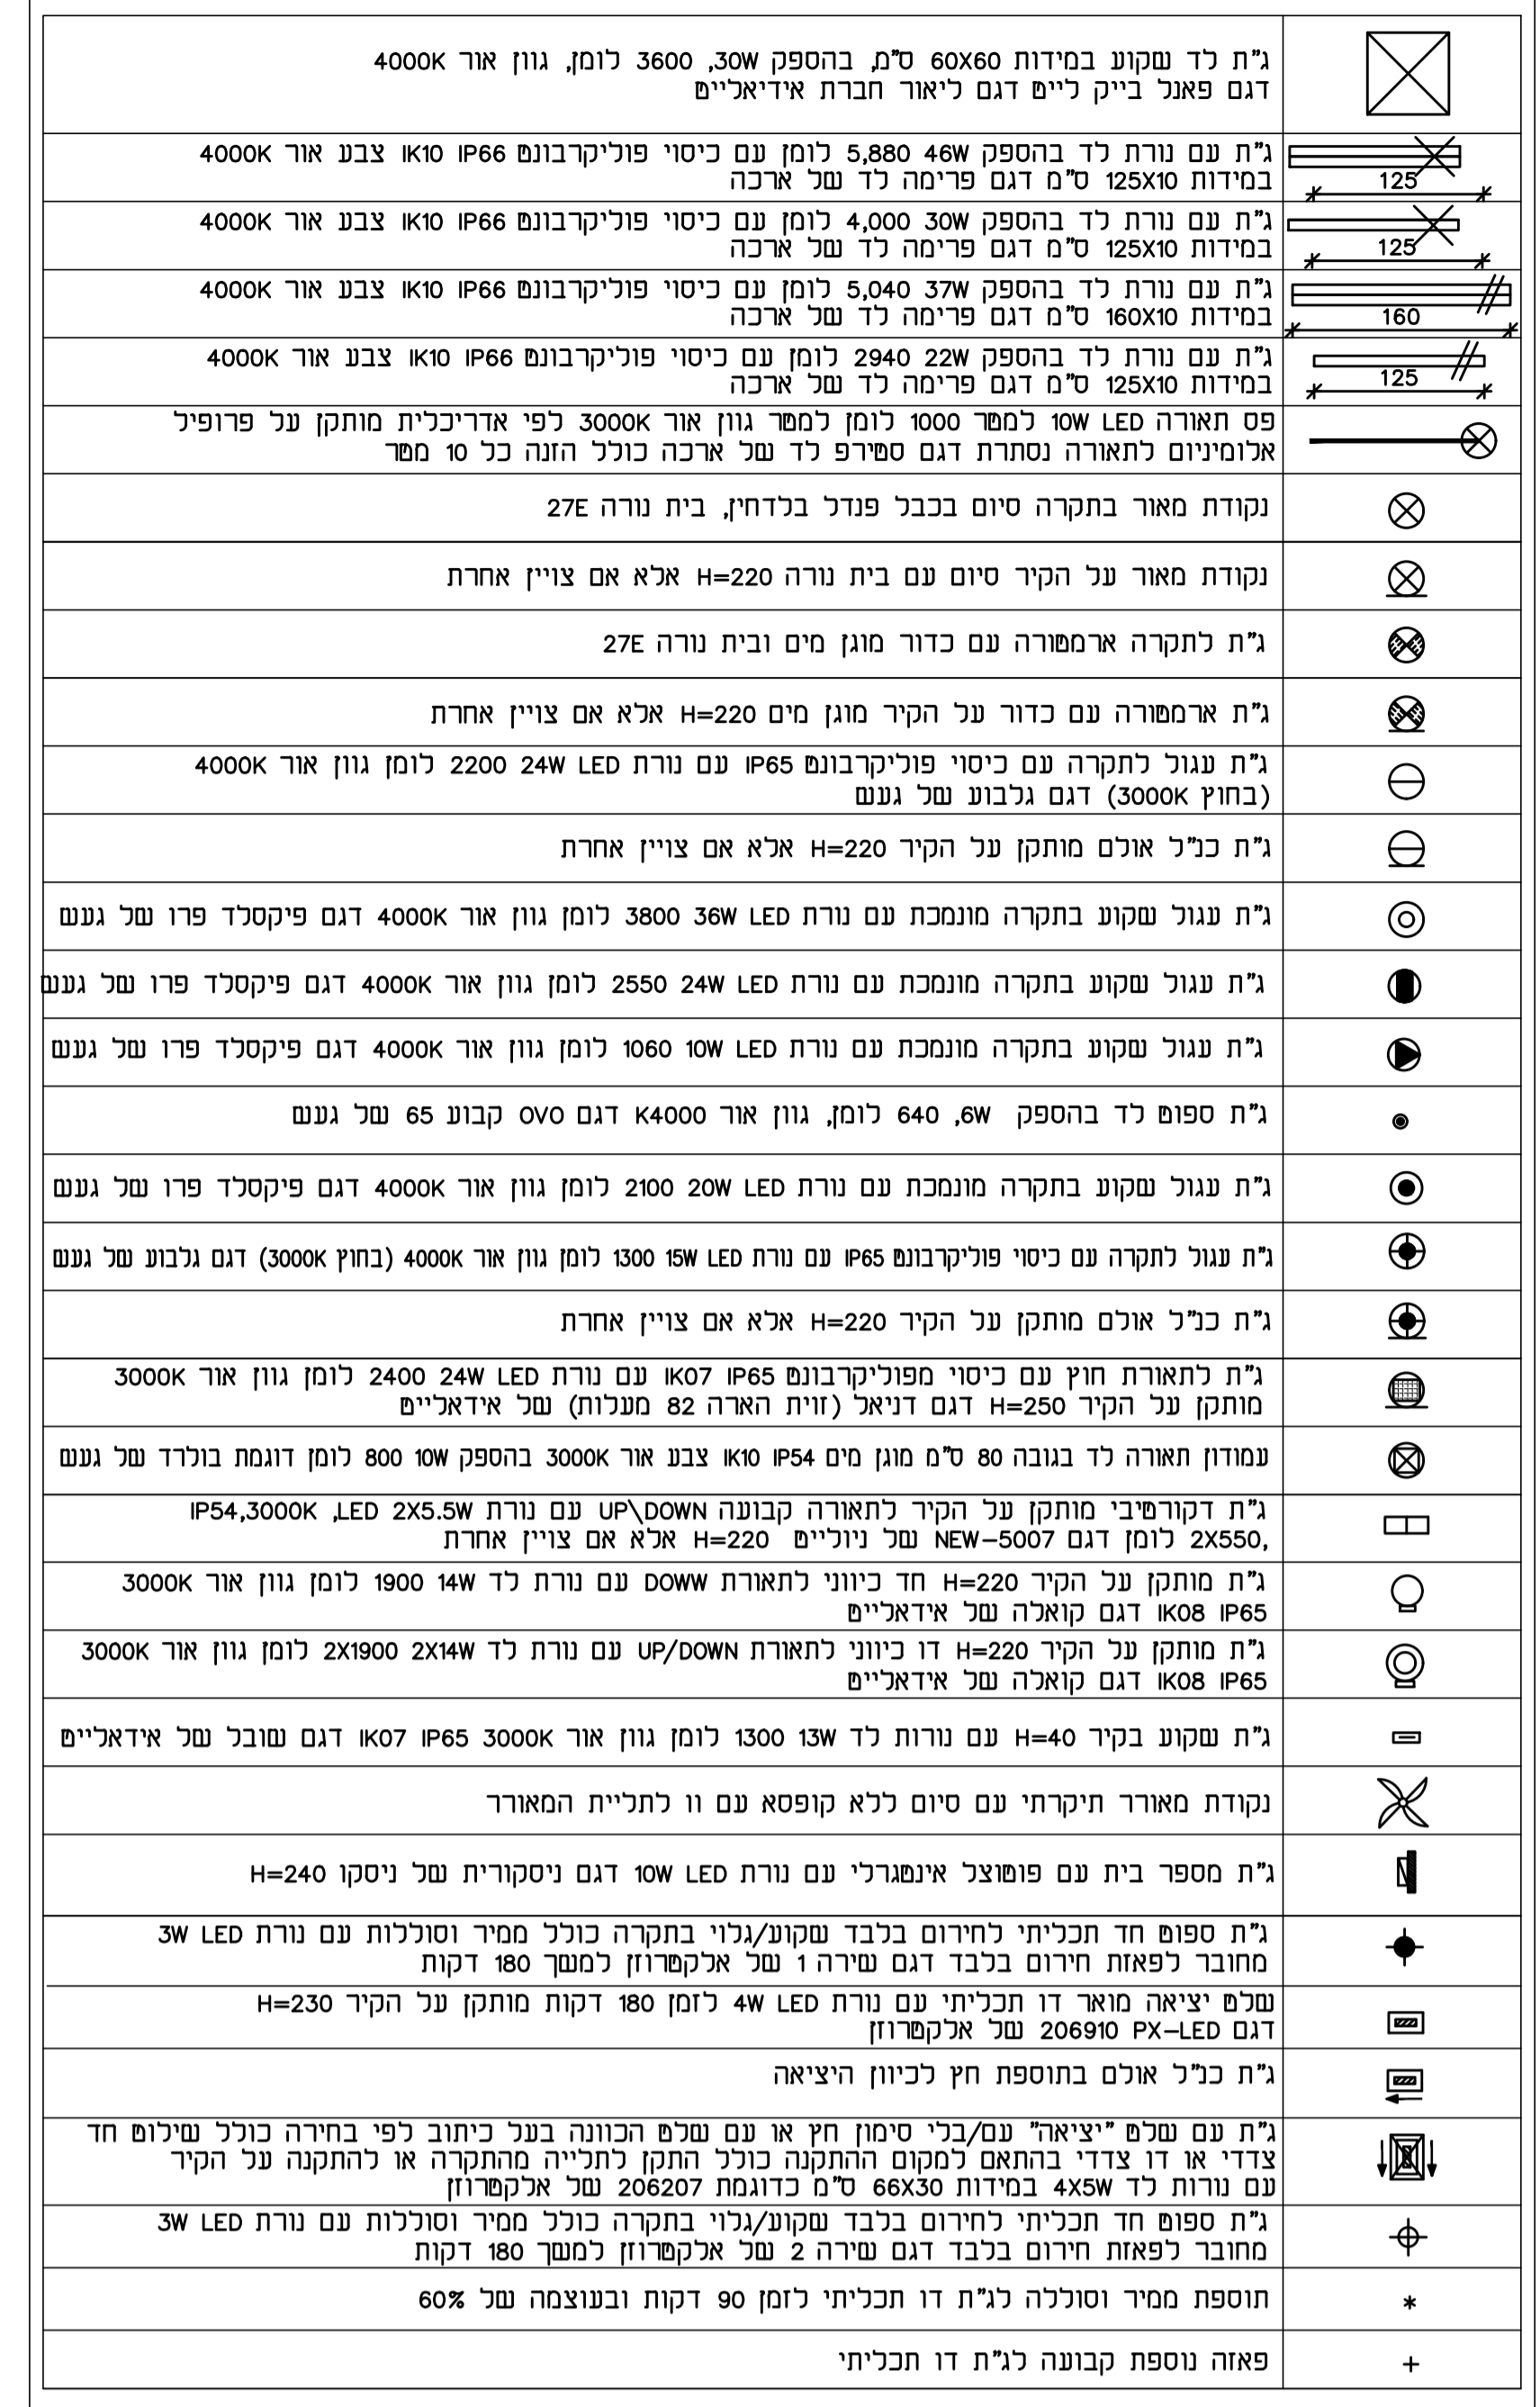 ג"ת לד שקוע במידות 60X60 ס"מ, בהספק 30W, 3600 לומן, גוון אור 4000K
דגם פאנל בייק לייט דגם ליאור חברת אידיאלייט
ג"ת עם נורת לד בהספק 46W 5,880 לומן עם כיסוי פוליקרבונט IK10 IP66 צבע אור 4000K
במידות 125X10 ס"מ דגם פרימה לד של ארכה
125
ג"ת עם נורת לד בהספק 30W 4,000 לומן עם כיסוי פוליקרבונט IK10 IP66 צבע אור 4000K
במידות 125X10 ס"מ דגם פרימה לד של ארכה
125
ג"ת עם נורת לד בהספק 37W 5,040 לומן עם כיסוי פוליקרבונט IK10 IP66 צבע אור 4000K
במידות 160X10 ס"מ דגם פרימה לד של ארכה
160
ג"ת עם נורת לד בהספק 22W 2940 לומן עם כיסוי פוליקרבונט IK10 IP66 צבע אור 4000K
במידות 125X10 ס"מ דגם פרימה לד של ארכה
125
פס תאורה 10W LED למטר 1000 לומן למטר גוון אור 3000K לפי אדריכלית מותקן על פרופיל
אלומיניום לתאורה נסתרת דגם סטירפ לד של ארכה כולל הזנה כל 10 מטר
נקודת מאור בתקרה סיום בכבל פנדל בלדחין, בית נורה 27E
נקודת מאור על הקיר סיום עם בית נורה H=220 אלא אם צויין אחרת
ג"ת לתקרה ארמטורה עם כדור מוגן מים ובית נורה 27E
ג"ת ארמטורה עם כדור על הקיר מוגן מים H=220 אלא אם צויין אחרת
ג"ת עגול לתקרה עם כיסוי פוליקרבונט IP65 עם נורת 24W LED 2200 לומן גוון אור 4000K
(בחוץ 3000K) דגם גלבוע של געש
ג"ת כנ"ל אולם מותקן על הקיר H=220 אלא אם צויין אחרת
ג"ת עגול שקוע בתקרה מונמכת עם נורת 36W LED 3800 לומן גוון אור 4000K דגם פיקסלד פרו של געש
ג"ת עגול שקוע בתקרה מונמכת עם נורת 24W LED 2550 לומן גוון אור 4000K דגם פיקסלד פרו של געש
ג"ת עגול שקוע בתקרה מונמכת עם נורת 10W LED 1060 לומן גוון אור 4000K דגם פיקסלד פרו של געש
ג"ת ספוט לד בהספק 6W, 640 לומן, גוון אור K4000 דגם OVO קבוע 65 של געש
ג"ת עגול שקוע בתקרה מונמכת עם נורת 20W LED 2100 לומן גוון אור 4000K דגם פיקסלד פרו של געש
ג"ת עגול לתקרה עם כיסוי פוליקרבונט IP65 עם נורת 15W LED 1300 לומן גוון אור 4000K (בחוץ 3000K) דגם גלבוע של געש
ג"ת כנ"ל אולם מותקן על הקיר H=220 אלא אם צויין אחרת
ג"ת לתאורת חוץ עם כיסוי מפוליקרבונט IK07 IP65 עם נורת 24W LED 2400 לומן גוון אור 3000K
מותקן על הקיר H=250 דגם דניאל (זוית הארה 82 מעלות) של אידאלייט
עמודון תאורה לד בגובה 80 ס"מ מוגן מים IK10 IP54 צבע אור 3000K בהספק 10W 800 לומן דוגמת בולרד של געש
ג"ת דקורטיבי מותקן על הקיר לתאורה קבועה UP\DOWN עם נורת LED 2X5.5W, IP54,3000K
,2X550 לומן דגם NEW-5007 של ניולייט H=220 אלא אם צויין אחרת
ג"ת מותקן על הקיר H=220 חד כיווני לתאורת DOWW עם נורת לד 14W 1900 לומן גוון אור 3000K
IK08 IP65 דגם קואלה של אידאלייט
ג"ת מותקן על הקיר H=220 דו כיווני לתאורת UP/DOWN עם נורת לד 2X14W 2X1900 לומן גוון אור 3000K
IK08 IP65 דגם קואלה של אידאלייט
ג"ת שקוע בקיר H=40 עם נורות לד 13W 1300 לומן גוון אור IK07 IP65 3000K דגם שובל של אידאלייט
נקודת מאורר תיקרתי עם סיום ללא קופסא עם וו לתליית המאורר
ג"ת מספר בית עם פוטוצל אינטגרלי עם נורת 10W LED דגם ניסקורית של ניסקו H=240
ג"ת ספוט חד תכליתי לחירום בלבד שקוע/גלוי בתקרה כולל ממיר וסוללות עם נורת 3W LED
מחובר לפאזת חירום בלבד דגם שירה 1 של אלקטרוזן למשך 180 דקות
שלט יציאה מואר דו תכליתי עם נורת 4W LED לזמן 180 דקות מותקן על הקיר H=230
דגם 206910 PX-LED של אלקטרוזן
ג"ת כנ"ל אולם בתוספת חץ לכיוון היציאה
ג"ת עם שלט "יציאה" עם/בלי סימון חץ או עם שלט הכוונה בעל כיתוב לפי בחירה כולל שילוט חד
צדדי או דו צדדי בהתאם למקום ההתקנה כולל התקן לתלייה מהתקרה או להתקנה על הקיר
עם נורות לד 4X5W במידות 66X30 ס"מ כדוגמת 206207 של אלקטרוזן
ג"ת ספוט חד תכליתי לחירום בלבד שקוע/גלוי בתקרה כולל ממיר וסוללות עם נורת 3W LED
מחובר לפאזת חירום בלבד דגם שירה 2 של אלקטרוזן למשך 180 דקות
תוספת ממיר וסוללה לג"ת דו תכליתי לזמן 90 דקות ובעוצמה של 60%
*
פאזה נוספת קבועה לג"ת דו תכליתי
+